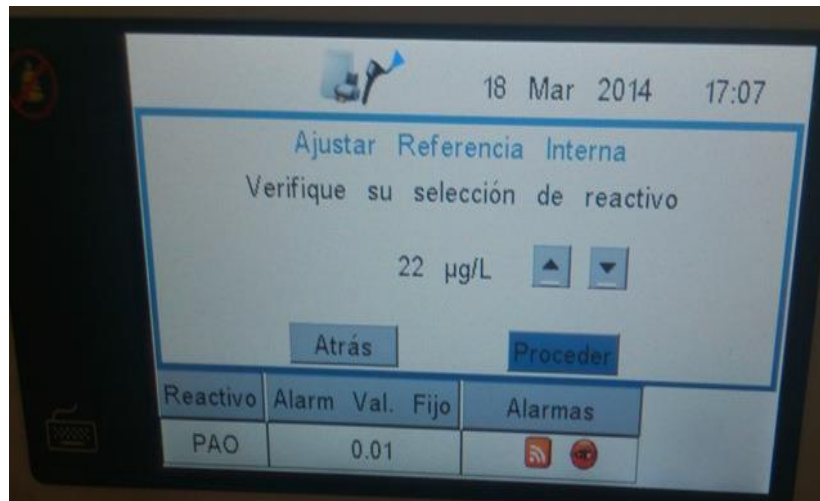 18 Mar 2014 17:07
Ajustar Referencia Interna
Verifique su selección de reactivo
22 µg/L
Atrás Proceder
Reactivo Alarm Val. Fijo Alarmas
PAO 0.01